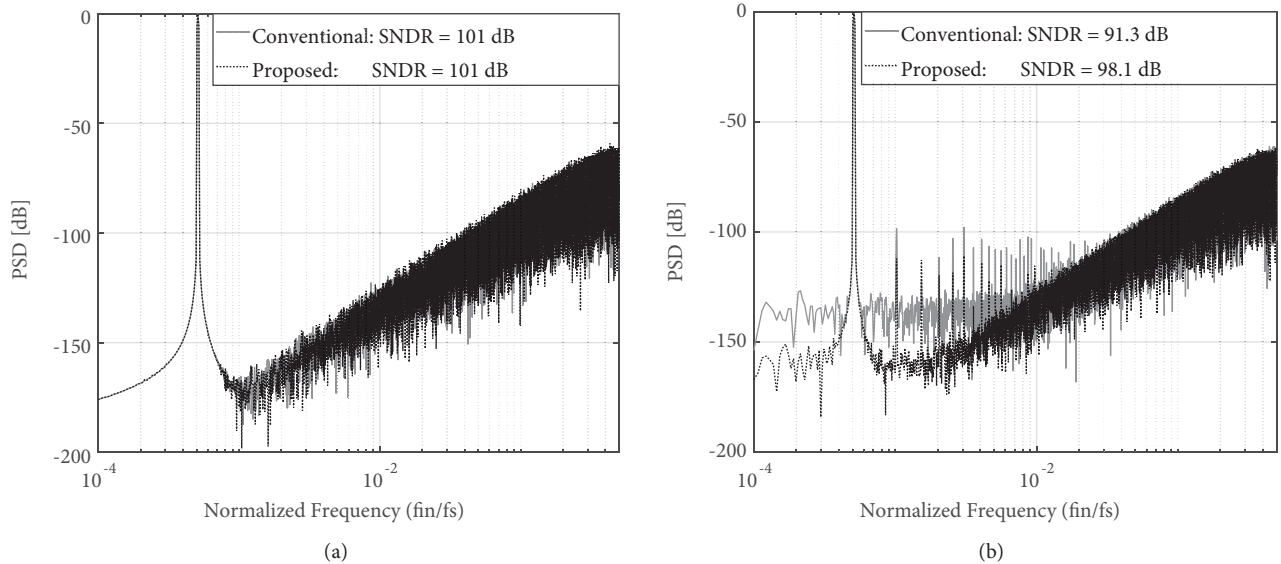 0
-50
-100
-150
-200
PSD [dB]
Conventional: SNDR = 101 dB
Proposed: SNDR = 101 dB
10-4
10-2
Normalized Frequency (fin/fs)
(a)
0
-50
-100
-150
-200
PSD [dB]
Conventional: SNDR = 91.3 dB
Proposed: SNDR = 98.1 dB
10-4
10-2
Normalized Frequency (fin/fs)
(b)